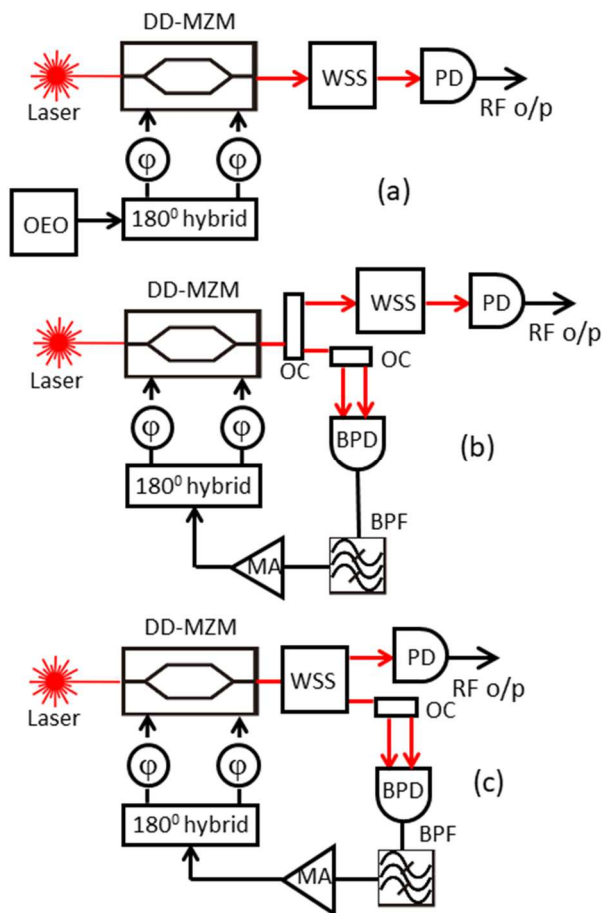 DD-MZM
WSS
PD
Laser
RF o/p
φ
φ
(a)
OEO
180⁰ hybrid
DD-MZM
WSS
PD
RF o/p
Laser
OC
OC
φ
φ
BPD
(b)
180⁰ hybrid
BPF
MA
DD-MZM
PD
WSS
RF o/p
Laser
OC
φ
φ
BPD
(c)
180⁰ hybrid
BPF
MA